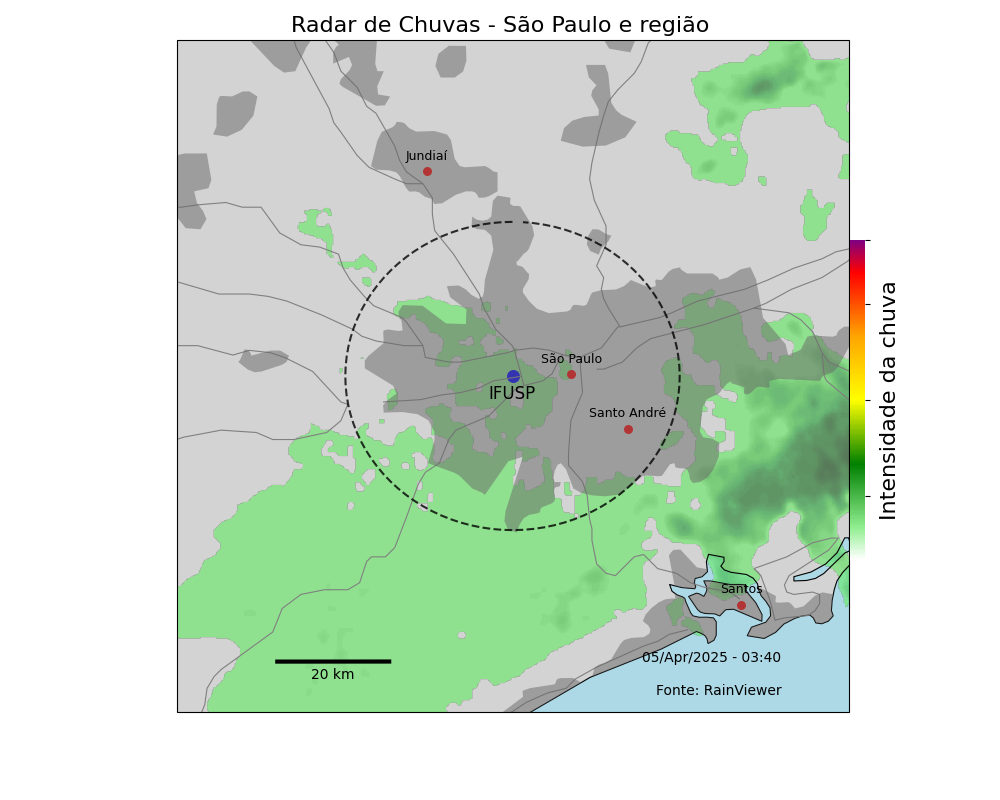 Radar de Chuvas - São Paulo e região
Jundiaí
São Paulo
IFUSP
Santo André
Intensidade da chuva
Santos
05/Apr/2025 - 03:40
20 km
Fonte: RainViewer